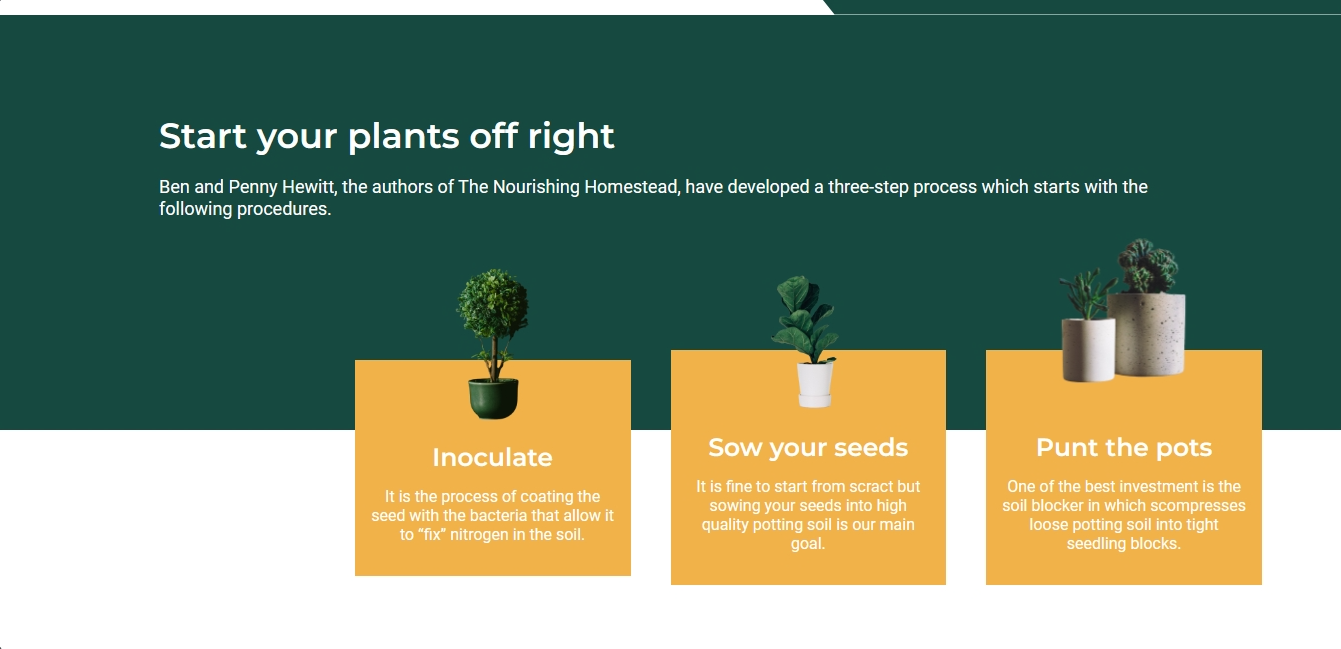 Start your plants off right
Ben and Penny Hewitt, the authors of The Nourishing Homestead, have developed a three-step process which starts with the
following procedures.
Inoculate
It is the process of coating the
seed with the bacteria that allow it
to “fix” nitrogen in the soil.
Sow your seeds
It is fine to start from scract but
sowing your seeds into high
quality potting soil is our main
goal.
Punt the pots
One of the best investment is the
soil blocker in which scompresses
loose potting soil into tight
seedling blocks.